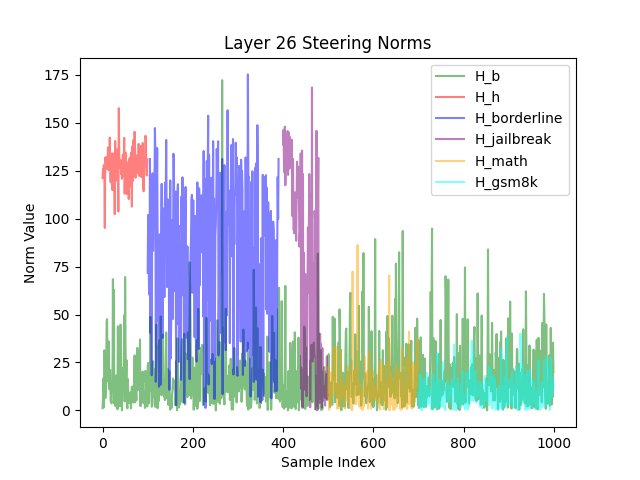 Layer 26 Steering Norms
H_b
H_h
H_borderline
H_jailbreak
H_math
H_gsm8k
Norm Value
175
150
125
100
75
50
25
0
0 200 400 600 800 1000
Sample Index